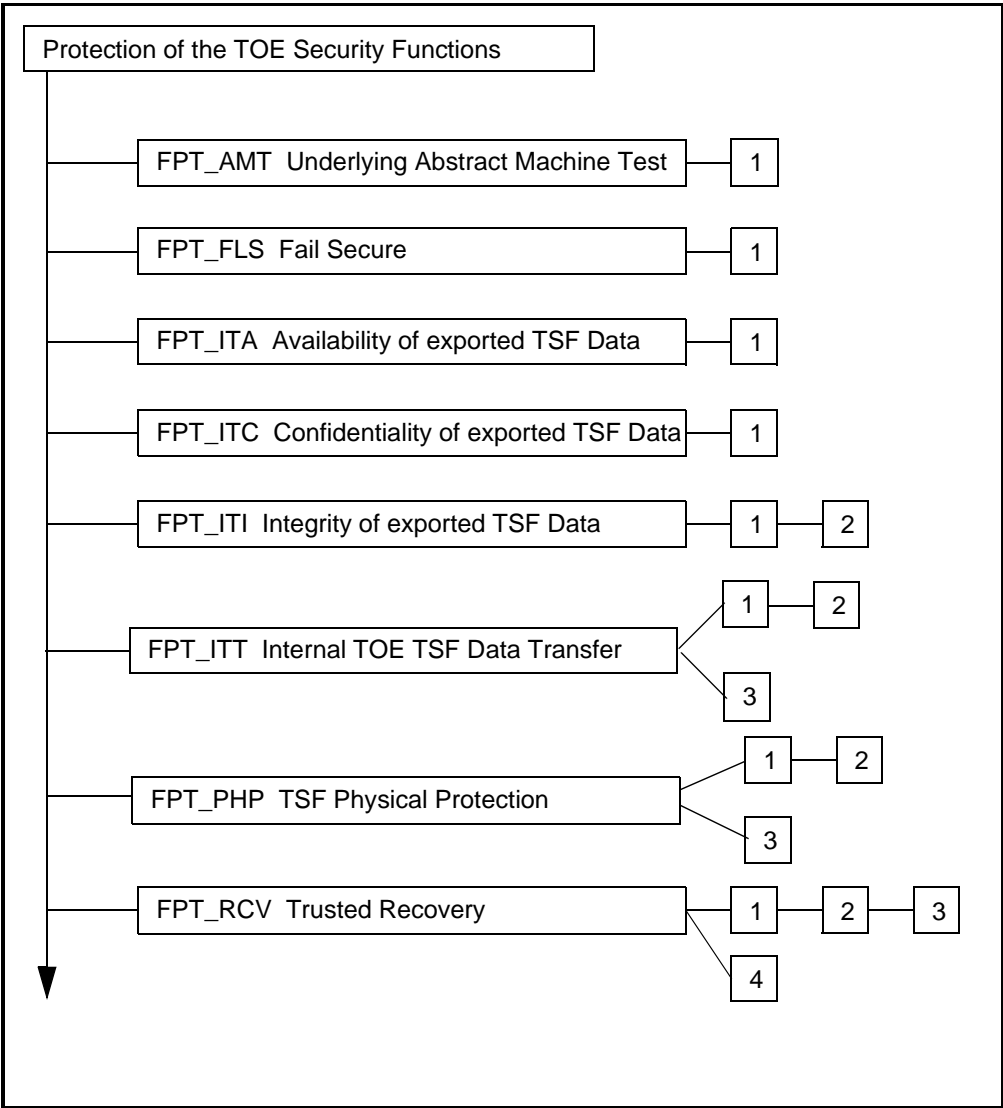 Protection of the TOE Security Functions
FPT_AMT Underlying Abstract Machine Test 1
FPT_FLS Fail Secure 1
FPT_ITA Availability of exported TSF Data 1
FPT_ITC Confidentiality of exported TSF Data 1
FPT_ITI Integrity of exported TSF Data 1 2
1 2
FPT_ITT Internal TOE TSF Data Transfer
3
1 2
FPT_PHP TSF Physical Protection
3
FPT_RCV Trusted Recovery 1 2 3
4